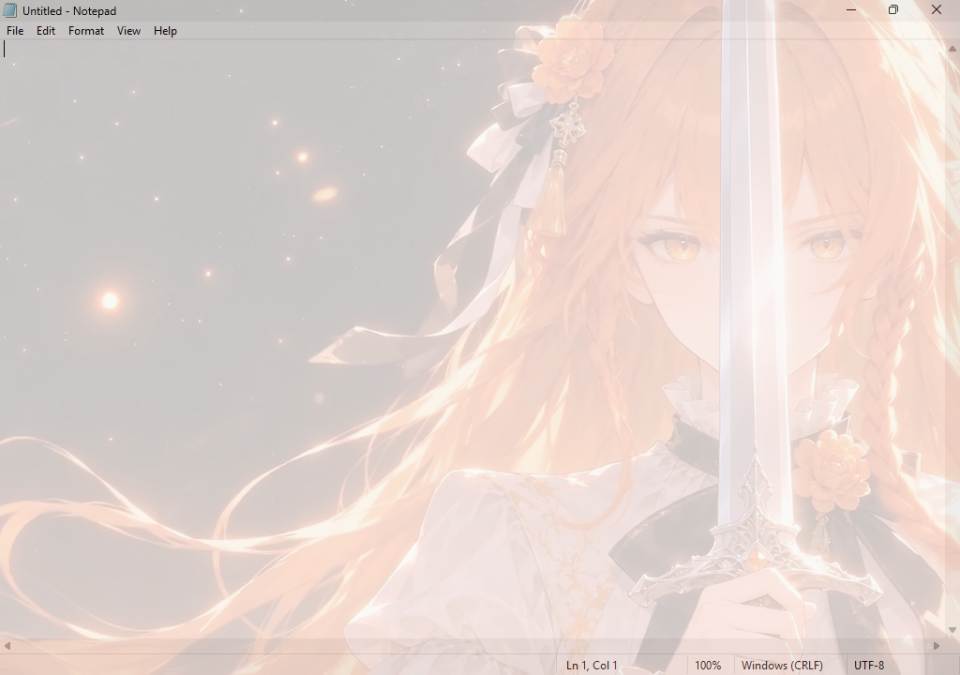 Untitled - Notepad
File Edit Format View Help
Ln 1, Col 1 100% Windows (CRLF) UTF-8